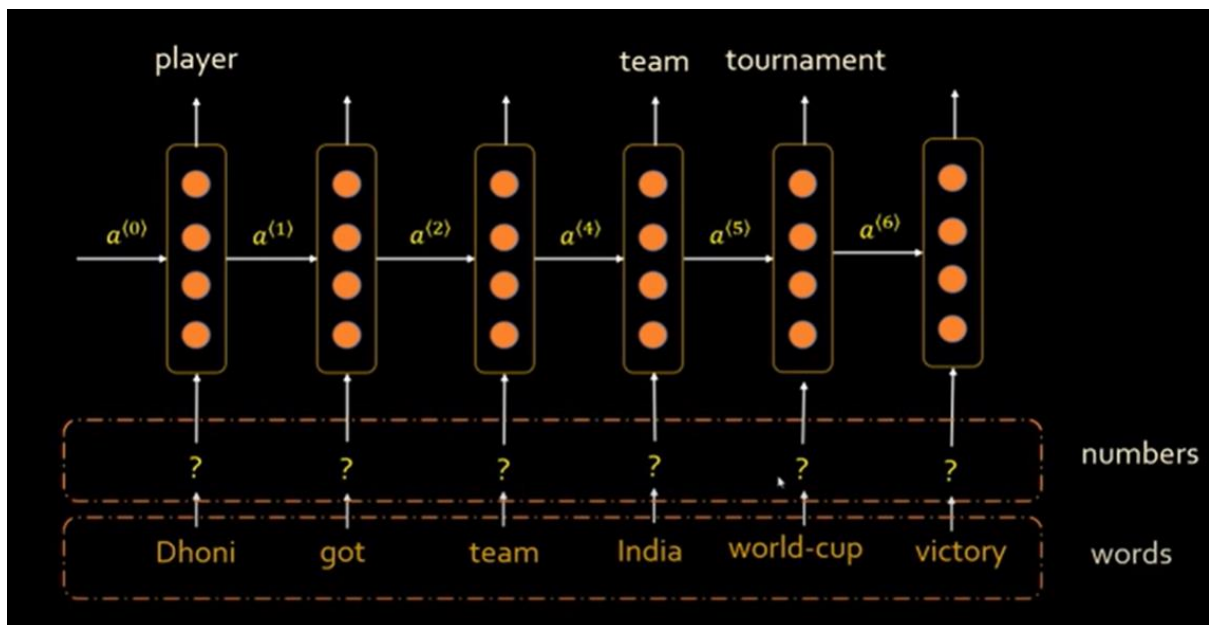 player team tournament
a⟨0⟩ a⟨1⟩ a⟨2⟩ a⟨4⟩ a⟨5⟩ a⟨6⟩
? ? ? ? ? ? numbers
Dhoni got team India world-cup victory words